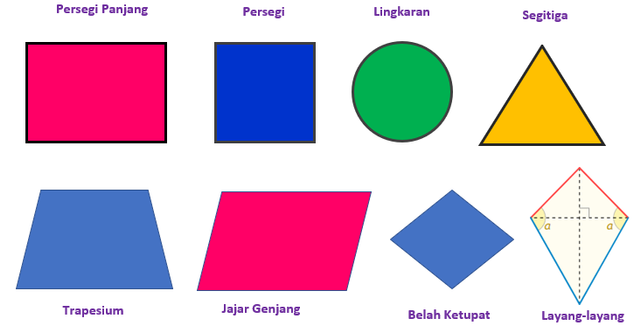 Persegi Panjang
Persegi
Lingkaran
Segitiga
a
a
Trapesium
Jajar Genjang
Belah Ketupat
Layang-layang